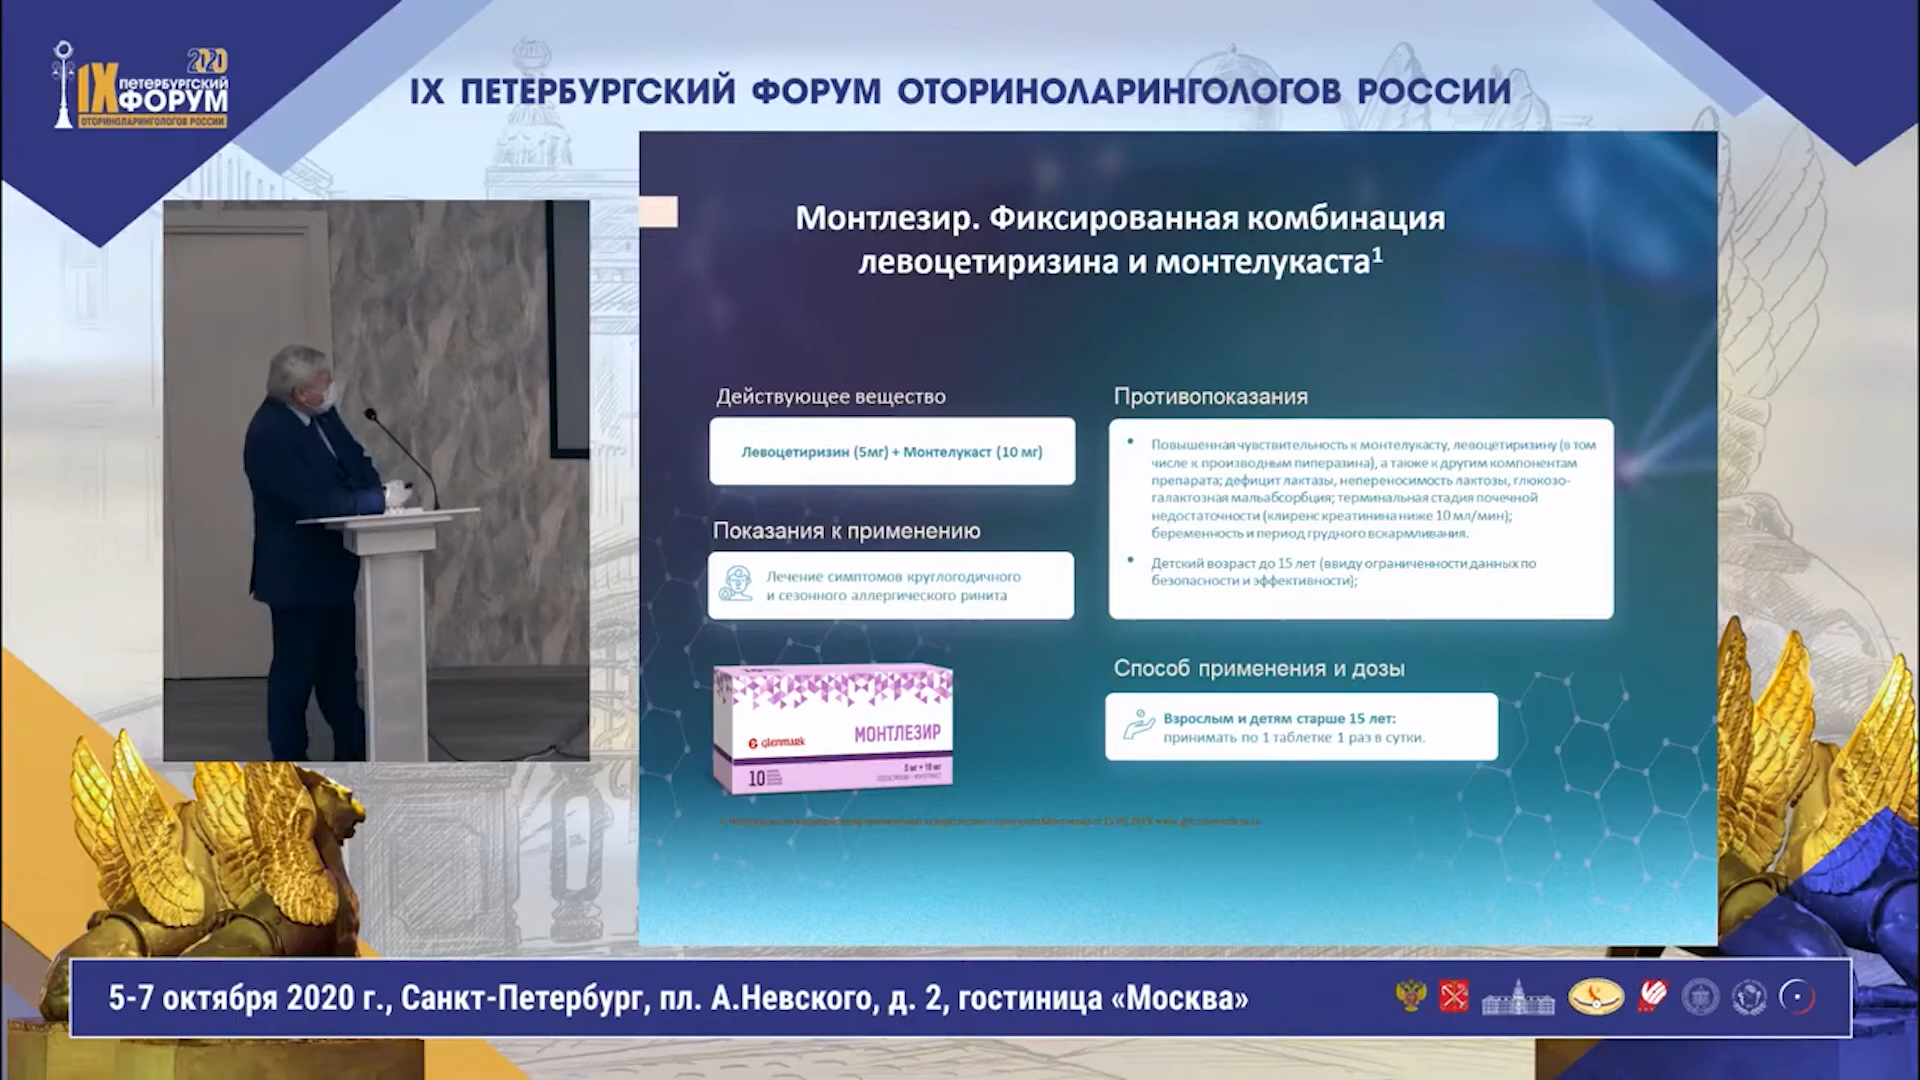 IX ПЕТЕРБУРГСКИЙ ФОРУМ ОТОРИНОЛАРИНГОЛОГОВ РОССИИ
2020
IX ПЕТЕРБУРГСКИЙ
ФОРУМ
ОТОРИНОЛАРИНГОЛОГОВ РОССИИ
Монтлезир. Фиксированная комбинация
левоцетиризина и монтелукаста¹
Действующее вещество
Левоцетиризин (5мг) + Монтелукаст (10 мг)
Показания к применению
Лечение симптомов круглогодичного
и сезонного аллергического ринита
Glenmark
МОНТЛЕЗИР
10
5 мг + 10 мг
Противопоказания
• Повышенная чувствительность к монтелукасту, левоцетиризину (в том
числе к производным пиперазина), а также к другим компонентам
препарата; дефицит лактазы, непереносимость лактозы, глюкозо-
галактозная мальабсорбция; терминальная стадия почечной
недостаточности (клиренс креатинина ниже 10 мл/мин);
беременность и период грудного вскармливания.
• Детский возраст до 15 лет (ввиду ограниченности данных по
безопасности и эффективности);
Способ применения и дозы
Взрослым и детям старше 15 лет:
принимать по 1 таблетке 1 раз в сутки.
5-7 октября 2020 г., Санкт-Петербург, пл. А.Невского, д. 2, гостиница «Москва»